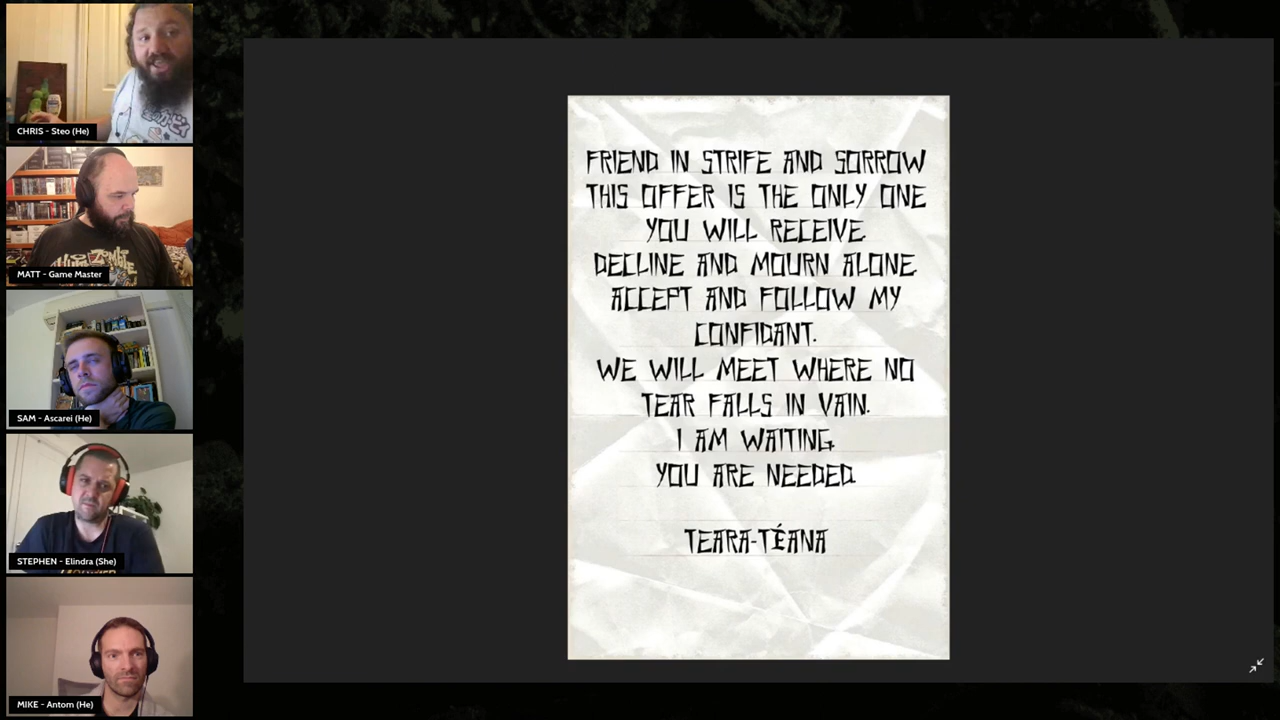 CHRIS - Steo (He)
MATT - Game Master
SAM - Ascarei (He)
STEPHEN - Elindra (She)
MIKE - Antorn (He)
FRIEND IN STRIFE AND SORROW
THIS OFFER IS THE ONLY ONE
YOU WILL RECEIVE.
DECLINE AND MOURN ALONE.
ACCEPT AND FOLLOW MY
CONFIDANT.
WE WILL MEET WHERE NO
TEAR FALLS IN VAIN.
I AM WAITING.
YOU ARE NEEDED.
TEARA-TÉANA